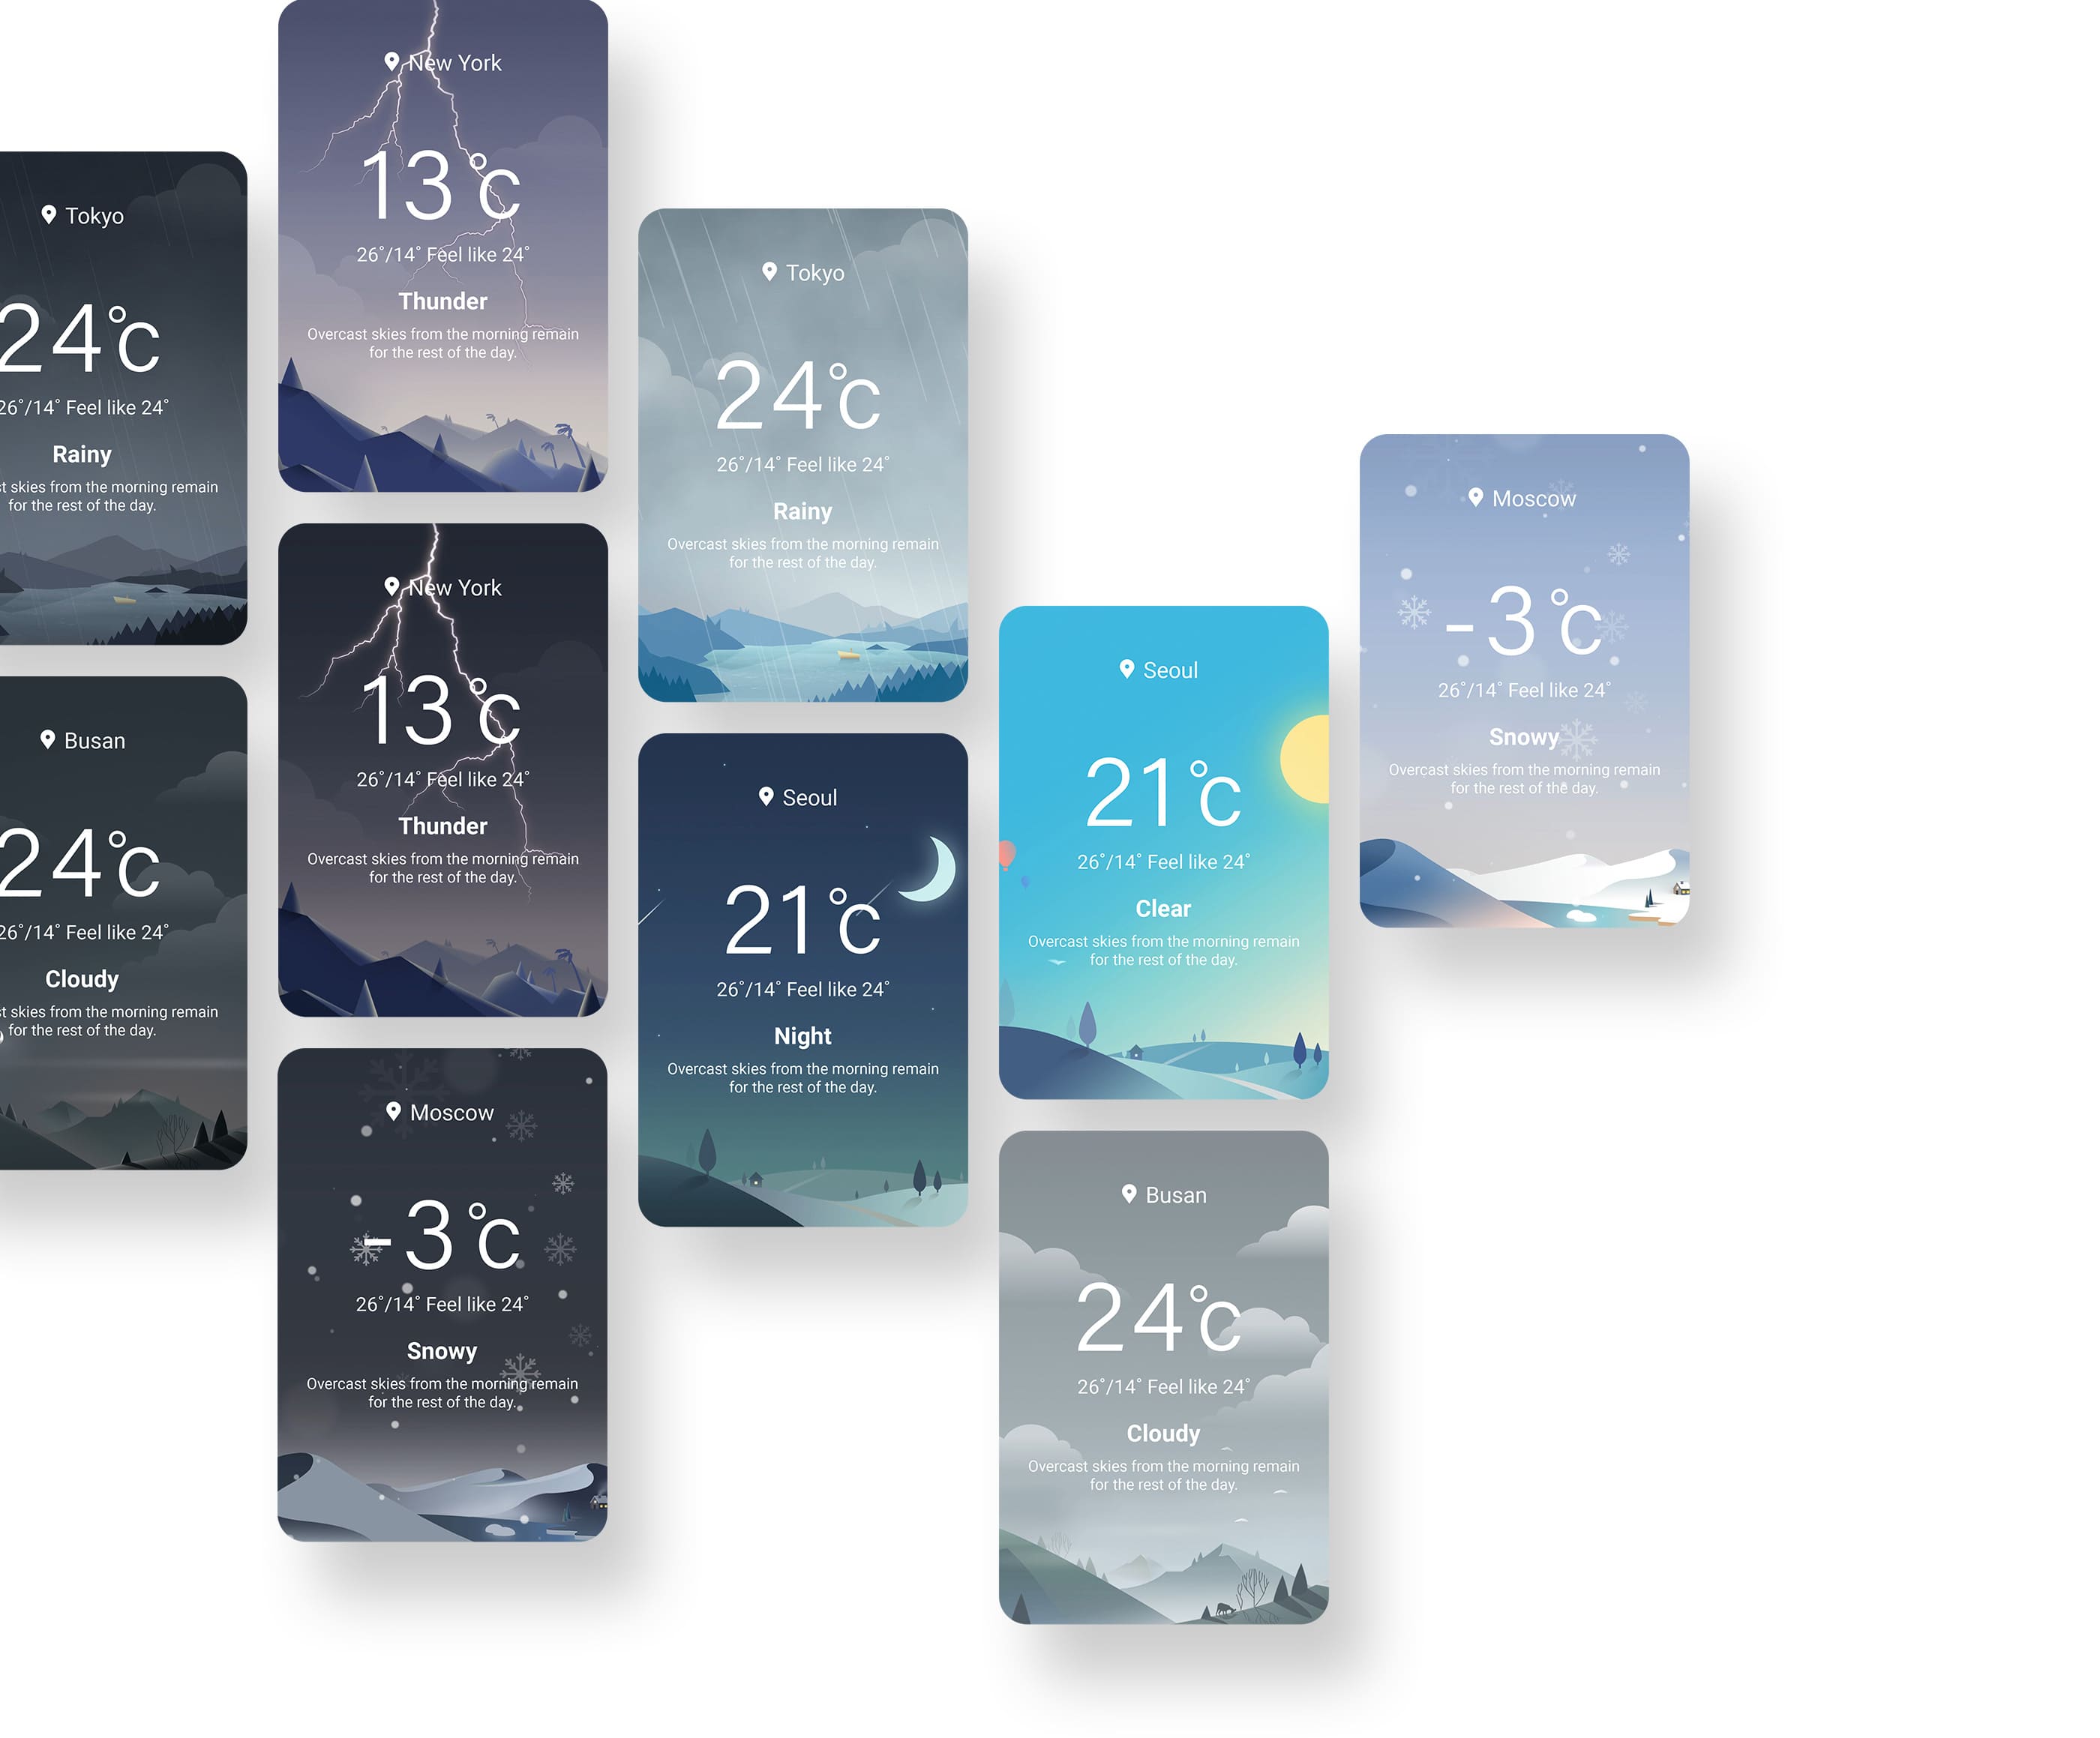 Tokyo
24℃
26˚/14˚ Feel like 24˚
Rainy
skies from the morning remain
for the rest of the day.
Busan
24℃
26˚/14˚ Feel like 24˚
Cloudy
skies from the morning remain
for the rest of the day.
New York
13℃
26˚/14˚ Feel like 24˚
Thunder
Overcast skies from the morning remain
for the rest of the day.
New York
13℃
26˚/14˚ Feel like 24˚
Thunder
Overcast skies from the morning remain
for the rest of the day.
Moscow
-3℃
26˚/14˚ Feel like 24˚
Snowy
Overcast skies from the morning remain
for the rest of the day.
Tokyo
24℃
26˚/14˚ Feel like 24˚
Rainy
Overcast skies from the morning remain
for the rest of the day.
Seoul
21℃
26˚/14˚ Feel like 24˚
Night
Overcast skies from the morning remain
for the rest of the day.
Seoul
21℃
26˚/14˚ Feel like 24˚
Clear
Overcast skies from the morning remain
for the rest of the day.
Busan
24℃
26˚/14˚ Feel like 24˚
Cloudy
Overcast skies from the morning remain
for the rest of the day.
Moscow
-3℃
26˚/14˚ Feel like 24˚
Snowy
Overcast skies from the morning remain
for the rest of the day.